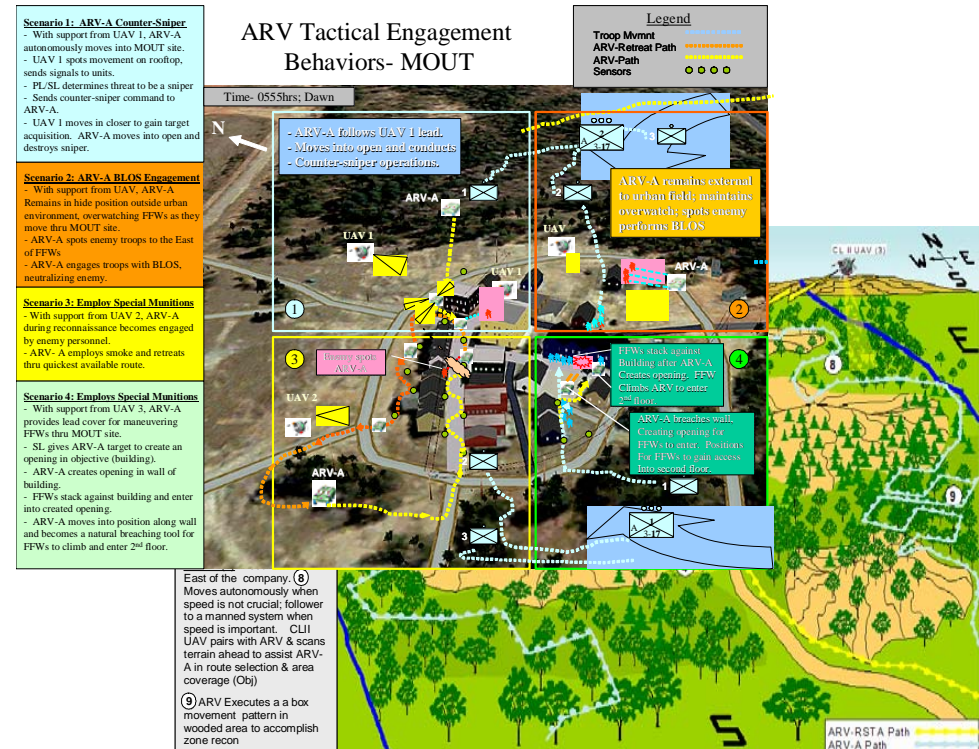 ARV Tactical Engagement
Behaviors- MOUT
Legend
Troop Mvmnt
ARV-Retreat Path
ARV-Path
Sensors
Scenario 1: ARV-A Counter-Sniper
- With support from UAV 1, ARV-A
autonomously moves into MOUT site.
- UAV 1 spots movement on rooftop,
sends signals to units.
- PL/SL determines threat to be a sniper
- Sends counter-sniper command to
ARV-A.
- UAV 1 moves in closer to gain target
acquisition. ARV-A moves into open and
destroys sniper.
Scenario 2: ARV-A BLOS Engagement
- With support from UAV, ARV-A
Remains in hide position outside urban
environment, overwatching FFWs as they
move thru MOUT site.
- ARV-A spots enemy troops to the East
of FFWs
- ARV-A engages troops with BLOS,
neutralizing enemy.
Scenario 3: Employ Special Munitions
- With support from UAV 2, ARV-A
during reconnaissance becomes engaged
by enemy personnel.
- ARV- A employs smoke and retreats
thru quickest available route.
Scenario 4: Employs Special Munitions
- With support from UAV 3, ARV-A
provides lead cover for maneuvering
FFWs thru MOUT site.
- SL gives ARV-A target to create an
opening in objective (building).
- ARV-A creates opening in wall of
building.
- FFWs stack against building and enter
into created opening.
- ARV-A moves into position along wall
and becomes a natural breaching tool for
FFWs to climb and enter 2nd floor.
Time- 0555hrs; Dawn
N
- ARV-A follows UAV 1 lead.
- Moves into open and conducts
- Counter-sniper operations.
1
ARV-A
UAV 1
UAV 1
1
2
A
3-17
3
2
ARV-A remains external
to urban field; maintains
overwatch; spots enemy
performs BLOS
UAV
ARV-A
2
3
Enemy spots
ARV-A
UAV 2
ARV-A
3
4
FFWs stack against
Building after ARV-A
Creates opening. FFW
Climbs ARV to enter
2nd floor.
ARV-A breaches wall,
Creating opening for
FFWs to enter. Positions
For FFWs to gain access
Into second floor.
1
1
A
3-17
CL II UAV (3)
N
W
E
S
8
9
East of the company. 8
Moves autonomously when
speed is not crucial; follower
to a manned system when
speed is important. CLII
UAV pairs with ARV & scans
terrain ahead to assist ARV-
A in route selection & area
coverage (Obj)
9 ARV Executes a a box
movement pattern in
wooded area to accomplish
zone recon
S
ARV-RSTA Path
ARV-A Path